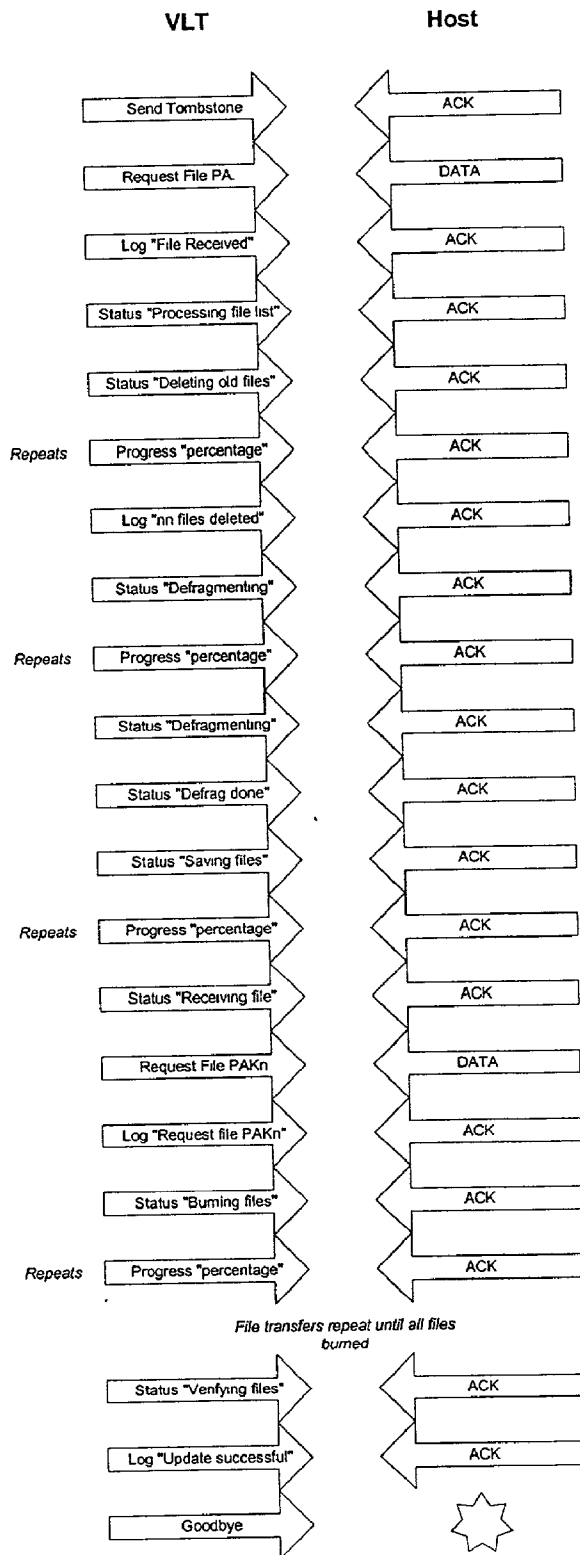 VLT Host
Send Tombstone ACK
Request File PA. DATA
Log "File Received" ACK
Status "Processing file list" ACK
Status "Deleting old files" ACK
Repeats Progress "percentage" ACK
Log "nn files deleted" ACK
Status "Defragmenting" ACK
Repeats Progress "percentage" ACK
Status "Defragmenting" ACK
Status "Defrag done" ACK
Status "Saving files" ACK
Repeats Progress "percentage" ACK
Status "Receiving file" ACK
Request File PAKn DATA
Log "Request file PAKn" ACK
Status "Burning files" ACK
Repeats Progress "percentage" ACK
File transfers repeat until all files
burned
Status "Verifying files" ACK
Log "Update successful" ACK
Goodbye